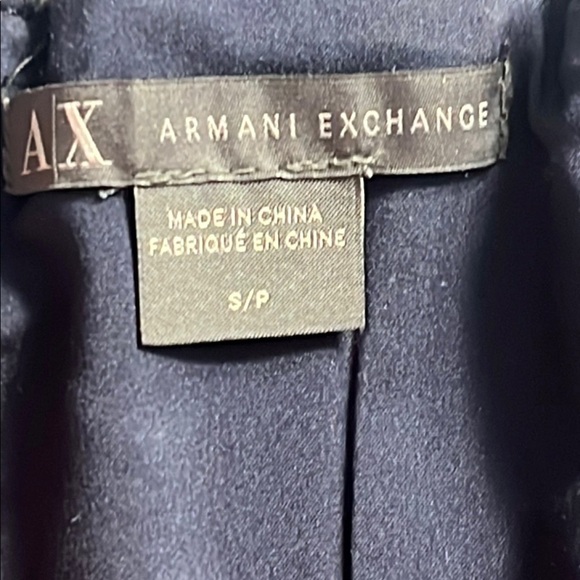 A|X ARMANI EXCHANGE
MADE IN CHINA
FABRIQUÉ EN CHINE
S/P